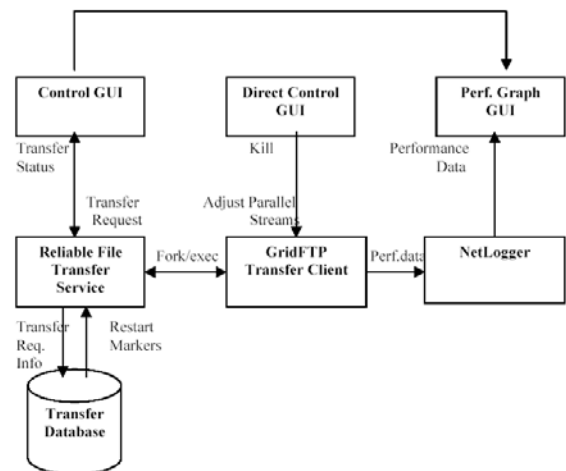 Control GUI
Direct Control
GUI
Perf. Graph
GUI
Transfer
Status
Kill
Performance
Data
Transfer
Request
Adjust Parallel
Streams
Reliable File
Transfer
Service
Fork/exec
GridFTP
Transfer Client
Perf.data
NetLogger
Transfer
Req.
Info
Restart
Markers
Transfer
Database